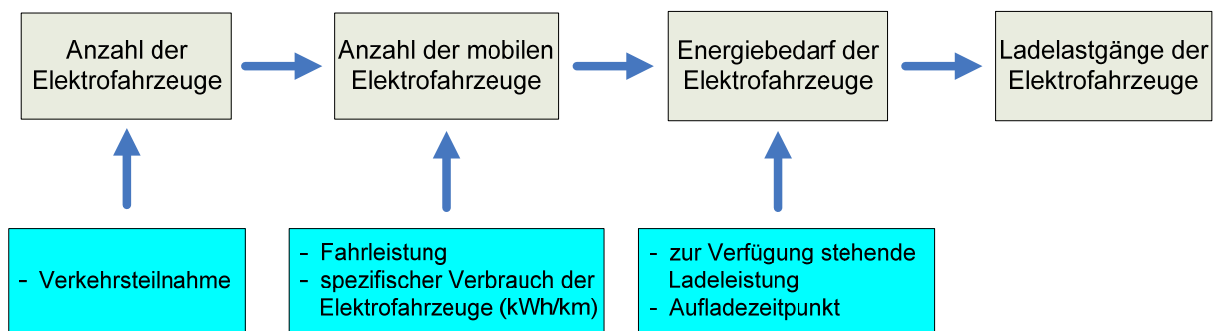 Anzahl der
Elektrofahrzeuge
Anzahl der mobilen
Elektrofahrzeuge
Energiebedarf der
Elektrofahrzeuge
Ladelastgänge der
Elektrofahrzeuge
- Verkehrsteilnahme
- Fahrleistung
- spezifischer Verbrauch der
Elektrofahrzeuge (kWh/km)
- zur Verfügung stehende
Ladeleistung
- Aufladezeitpunkt